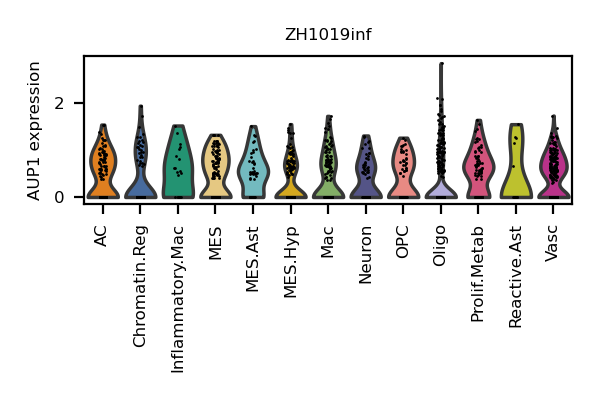 ZH1019inf
AUP1 expression
2
0
AC
Chromatin.Reg
Inflammatory.Mac
MES
MES.Ast
MES.Hyp
Mac
Neuron
OPC
Oligo
Prolif.Metab
Reactive.Ast
Vasc